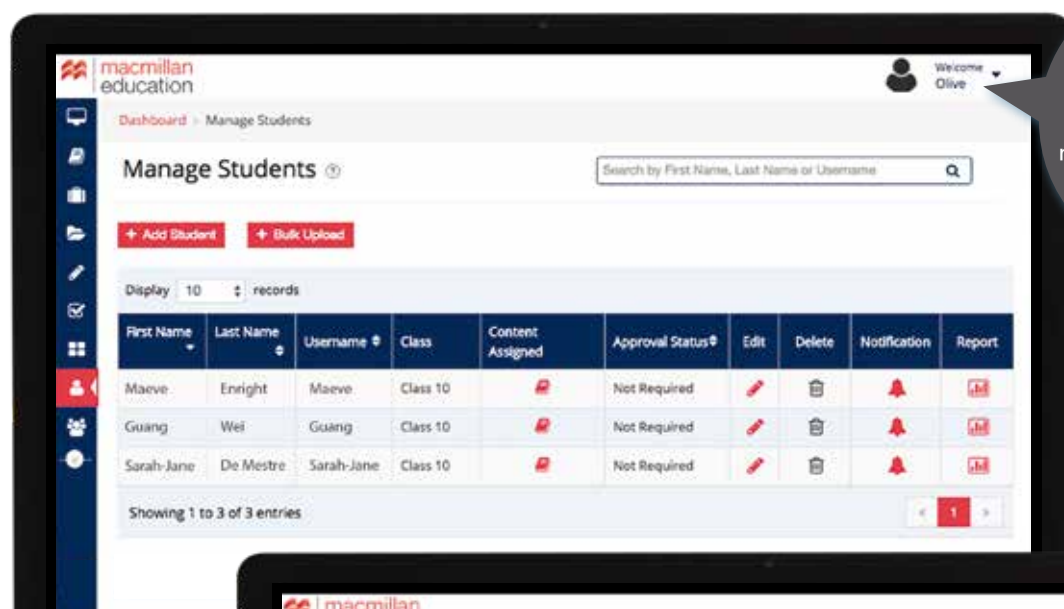 macmillan
education
Welcome
Olive
Dashboard > Manage Students
Manage Students ?
Search by First Name, Last Name or Username
+ Add Student + Bulk Upload
Display 10 records
First Name Last Name Username Class Content Assigned Approval Status Edit Delete Notification Report
Maeve Enright Maeve Class 10 Not Required
Guang Wei Guang Class 10 Not Required
Sarah-Jane De Mestre Sarah-Jane Class 10 Not Required
Showing 1 to 3 of 3 entries
< 1 >
macmillan